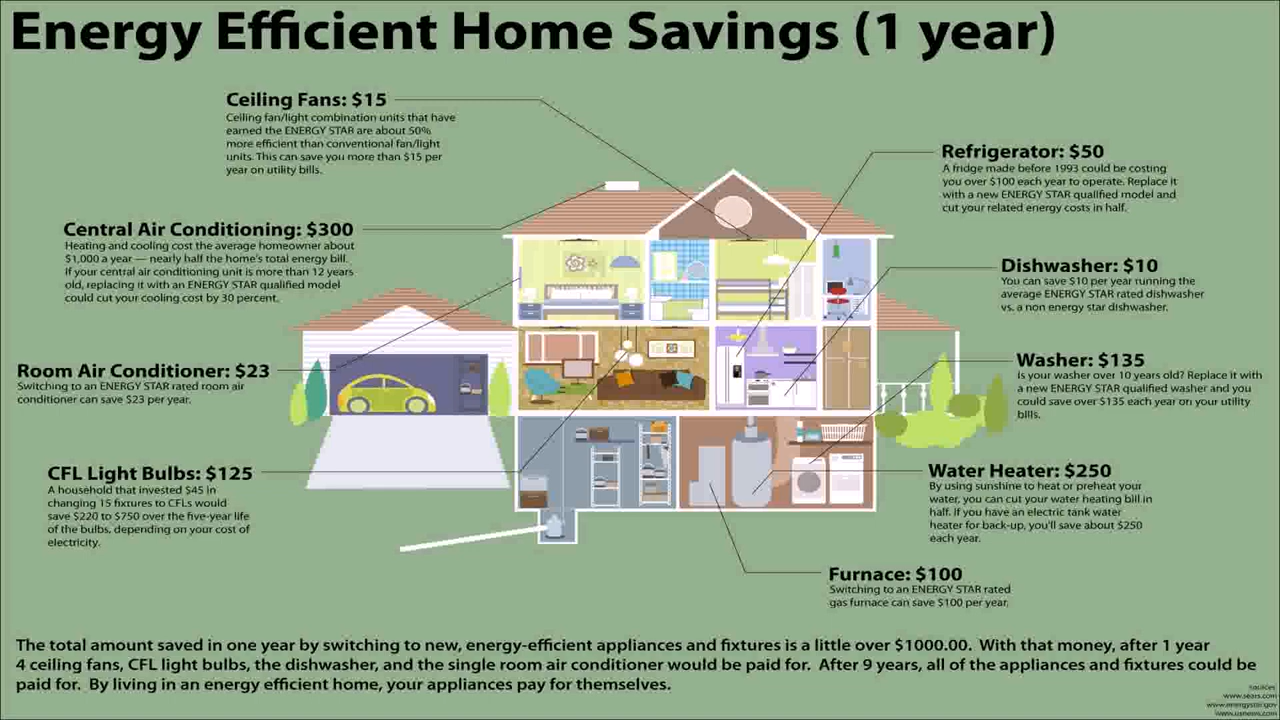 Energy Efficient Home Savings (1 year)
Ceiling Fans: $15
Ceiling fan/light combination units that have
earned the ENERGY STAR are about 50%
more efficient than conventional fan/light
units. This can save you more than $15 per
year on utility bills.
Refrigerator: $50
A fridge made before 1993 could be costing
you over $100 each year to operate. Replace it
with a new ENERGY STAR qualified model and
cut your related energy costs in half.
Central Air Conditioning: $300
Heating and cooling cost the average homeowner about
$1,000 a year — nearly half the home's total energy bill.
If your central air conditioning unit is more than 12 years
old, replacing it with an ENERGY STAR qualified model
could cut your cooling cost by 30 percent.
Dishwasher: $10
You can save $10 per year running the
average ENERGY STAR rated dishwasher
vs. a non energy star dishwasher.
Room Air Conditioner: $23
Switching to an ENERGY STAR rated room air
conditioner can save $23 per year.
Washer: $135
Is your washer over 10 years old? Replace it with
a new ENERGY STAR qualified washer and you
could save over $135 each year on your utility
bills.
CFL Light Bulbs: $125
A household that invested $45 in
changing 15 fixtures to CFLs would
save $220 to $750 over the five-year life
of the bulbs, depending on your cost of
electricity.
Water Heater: $250
By using sunshine to heat or preheat your
water, you can cut your water heating bill in
half. If you have an electric tank water
heater for back-up, you'll save about $250
each year.
Furnace: $100
Switching to an ENERGY STAR rated
gas furnace can save $100 per year.
The total amount saved in one year by switching to new, energy-efficient appliances and fixtures is a little over $1000.00. With that money, after 1 year
4 ceiling fans, CFL light bulbs, the dishwasher, and the single room air conditioner would be paid for. After 9 years, all of the appliances and fixtures could be
paid for. By living in an energy efficient home, your appliances pay for themselves.
Sources:
www.sears.com
www.energystar.gov
www.usnews.com